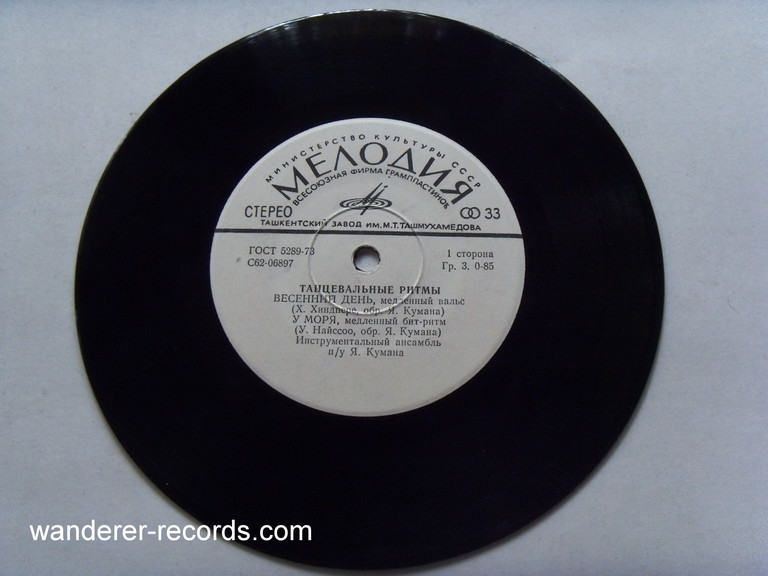 МИНИСТЕРСТВО КУЛЬТУРЫ СССР
МЕЛОДИЯ
ВСЕСОЮЗНАЯ ФИРМА ГРАМПЛАСТИНОК
СТЕРЕО 33
ТАШКЕНТСКИЙ ЗАВОД ИМ. М.Т.ТАШМУХАМЕДОВА
ГОСТ 5289-73 1 сторона
С62-06897 Гр. 3. 0-85
ТАНЦЕВАЛЬНЫЕ РИТМЫ
ВЕСЕННИЙ ДЕНЬ, медленный вальс
(Х. Хиндпере, обр. Я. Кумана)
У МОРЯ, медленный бит-ритм
(У. Найссоо, обр. Я. Кумана)
Инструментальный ансамбль
п/у Я. Кумана
wanderer-records.com